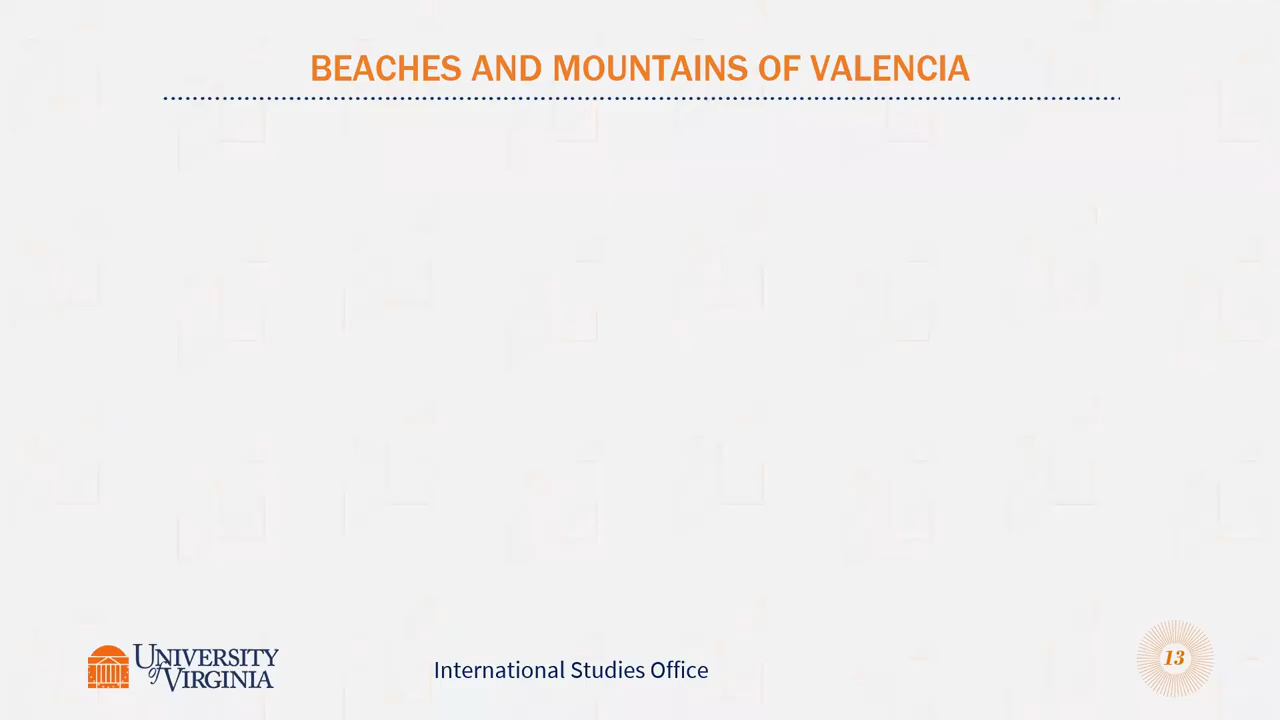 BEACHES AND MOUNTAINS OF VALENCIA
UNIVERSITY
of VIRGINIA
International Studies Office
13